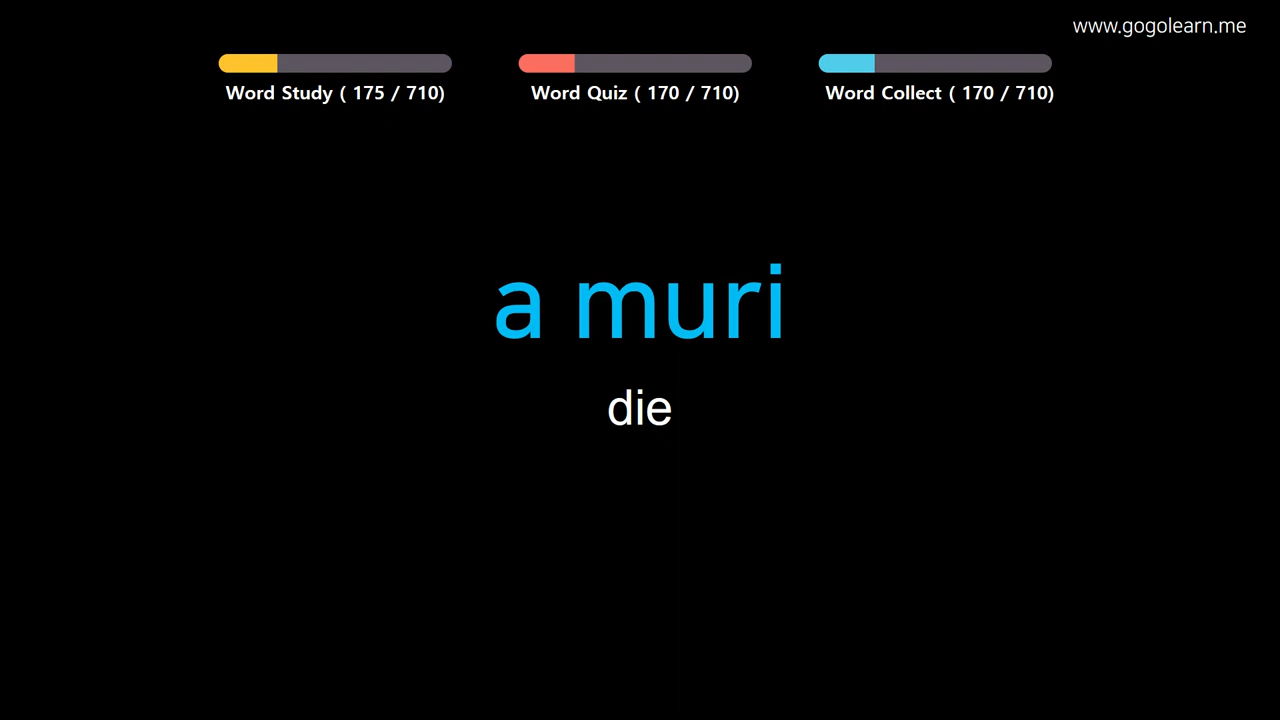 www.gogolearn.me
Word Study ( 175 / 710)
Word Quiz ( 170 / 710)
Word Collect ( 170 / 710)
a muri
die